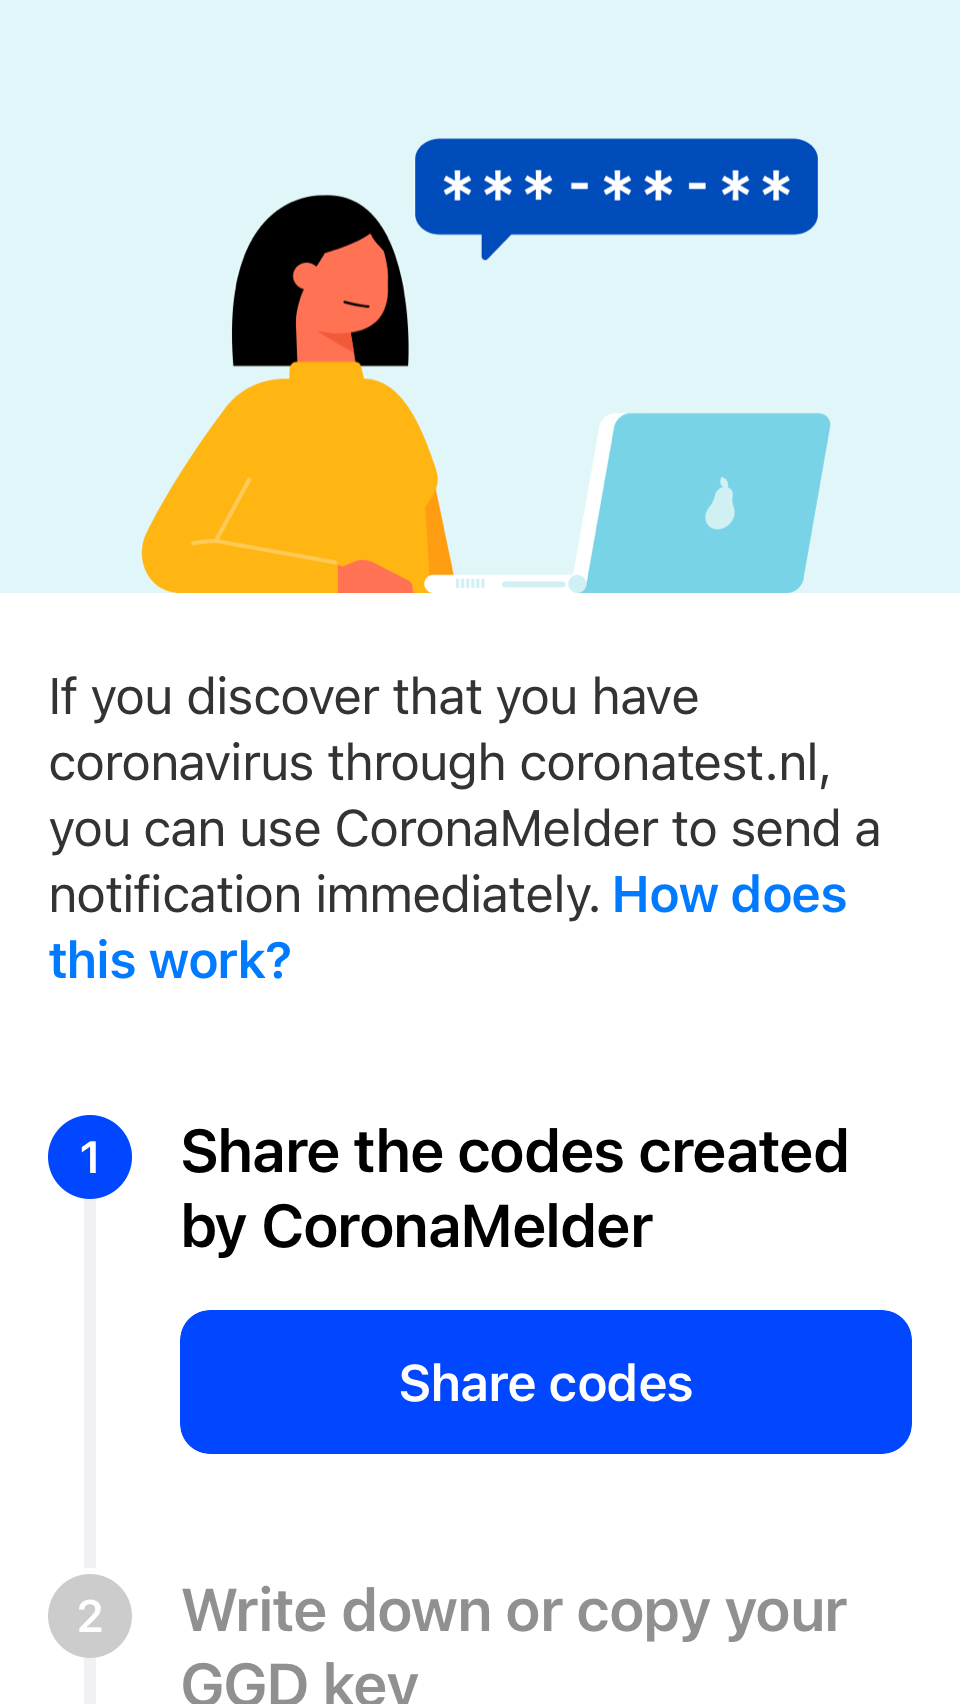 ***-**-**
If you discover that you have
coronavirus through coronatest.nl,
you can use CoronaMelder to send a
notification immediately. How does
this work?
1
Share the codes created
by CoronaMelder
Share codes
2
Write down or copy your
GGD key